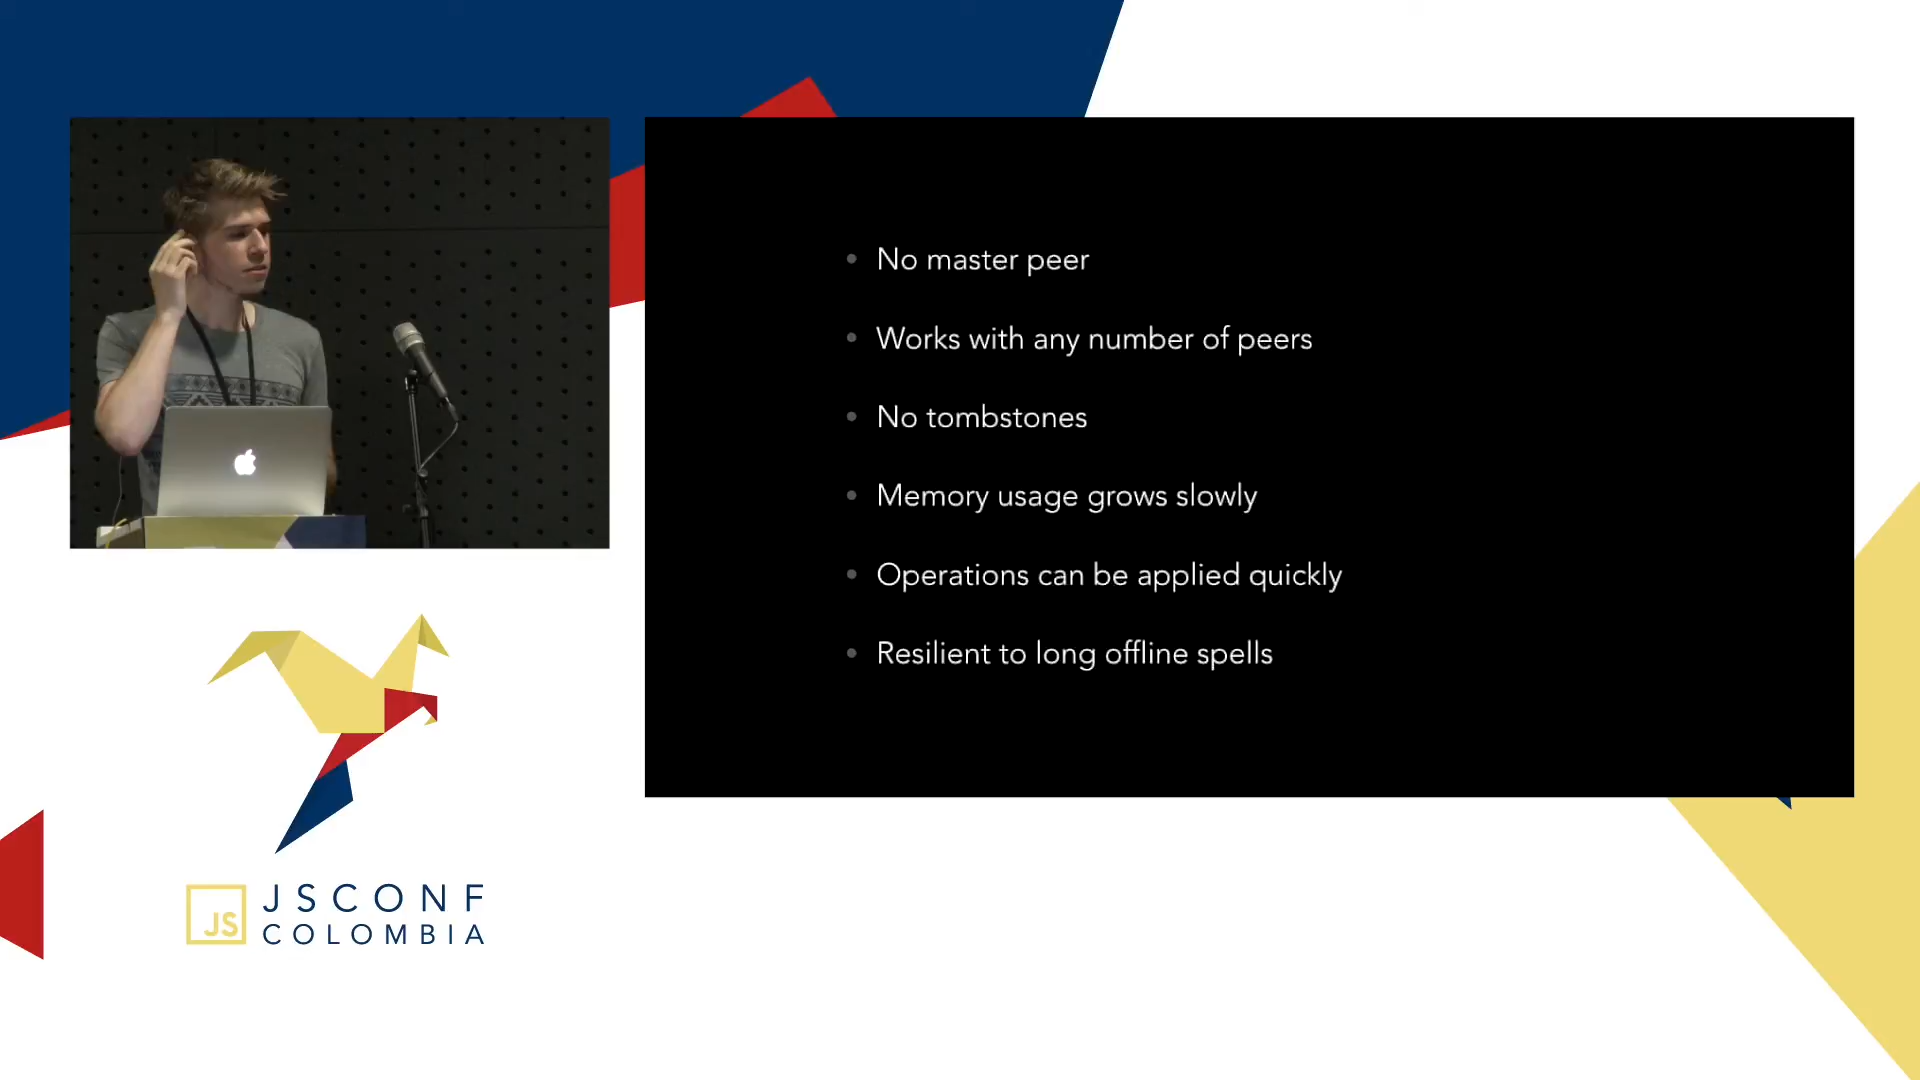 No master peer
Works with any number of peers
No tombstones
Memory usage grows slowly
Operations can be applied quickly
Resilient to long offline spells
JS
JSCONF
COLOMBIA